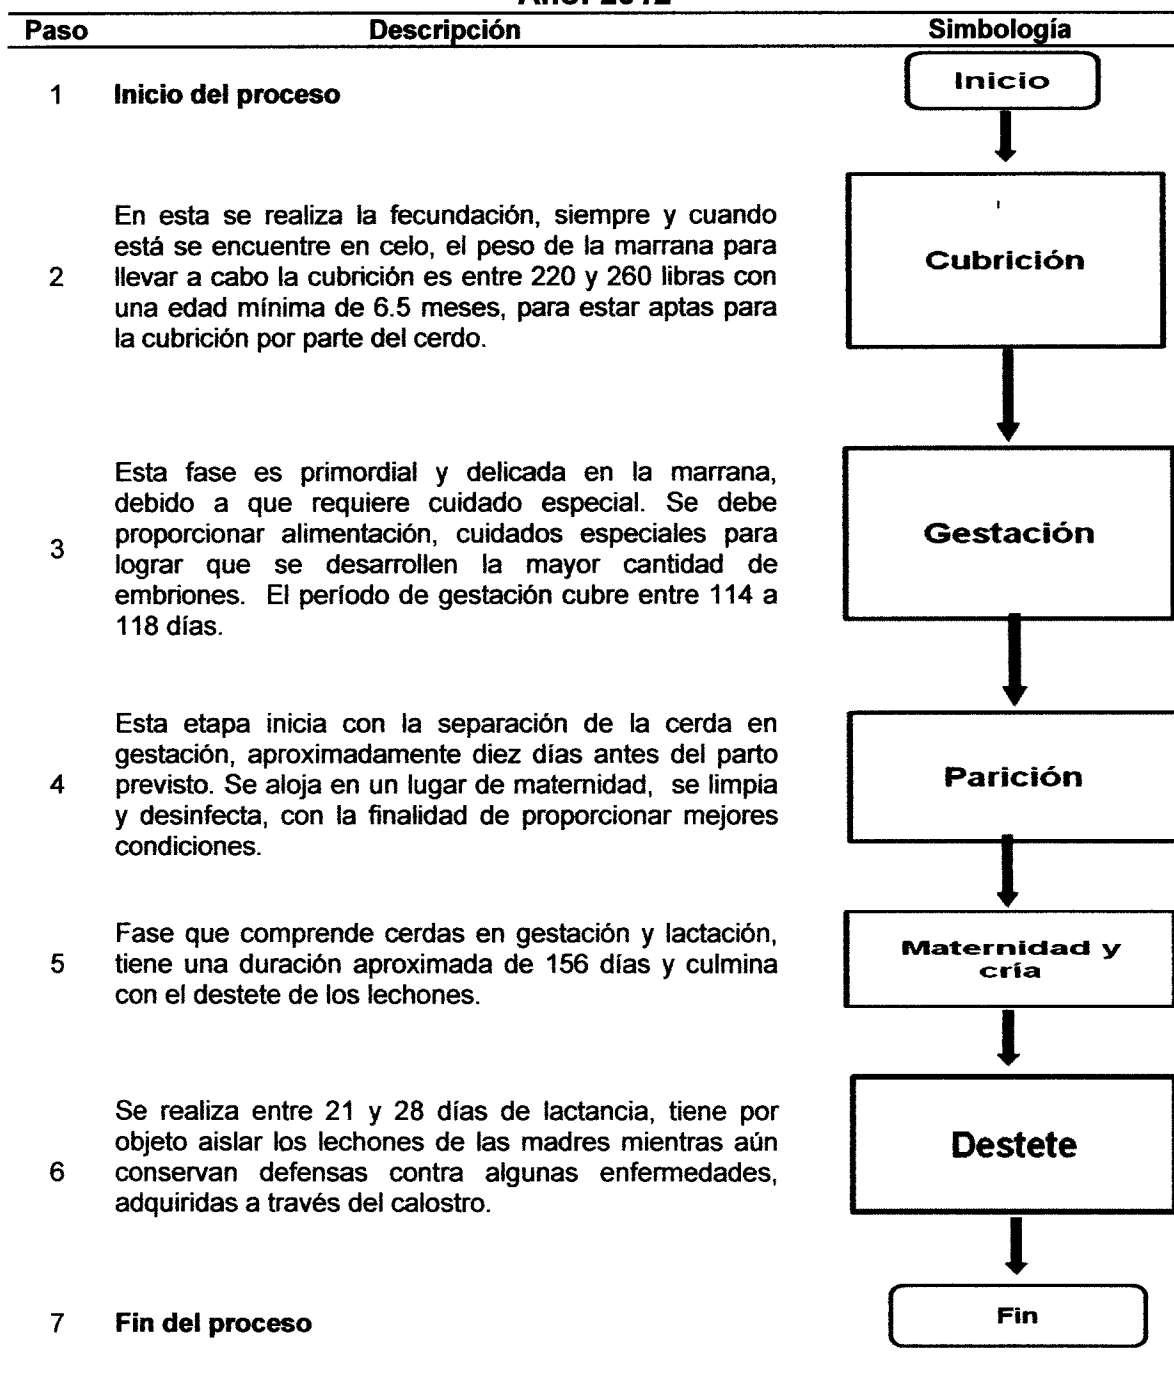 Paso Descripción Simbología
1 Inicio del proceso
Inicio
En esta se realiza la fecundación, siempre y cuando
está se encuentre en celo, el peso de la marrana para
2 llevar a cabo la cubrición es entre 220 y 260 libras con
una edad mínima de 6.5 meses, para estar aptas para
la cubrición por parte del cerdo.
Cubrición
Esta fase es primordial y delicada en la marrana,
debido a que requiere cuidado especial. Se debe
proporcionar alimentación, cuidados especiales para
3 lograr que se desarrollen la mayor cantidad de
embriones. El período de gestación cubre entre 114 a
118 días.
Gestación
Esta etapa inicia con la separación de la cerda en
gestación, aproximadamente diez días antes del parto
4 previsto. Se aloja en un lugar de maternidad, se limpia
y desinfecta, con la finalidad de proporcionar mejores
condiciones.
Parición
Fase que comprende cerdas en gestación y lactación,
5 tiene una duración aproximada de 156 días y culmina
con el destete de los lechones.
Maternidad y
cría
Se realiza entre 21 y 28 días de lactancia, tiene por
objeto aislar los lechones de las madres mientras aún
6 conservan defensas contra algunas enfermedades,
adquiridas a través del calostro.
Destete
7 Fin del proceso
Fin